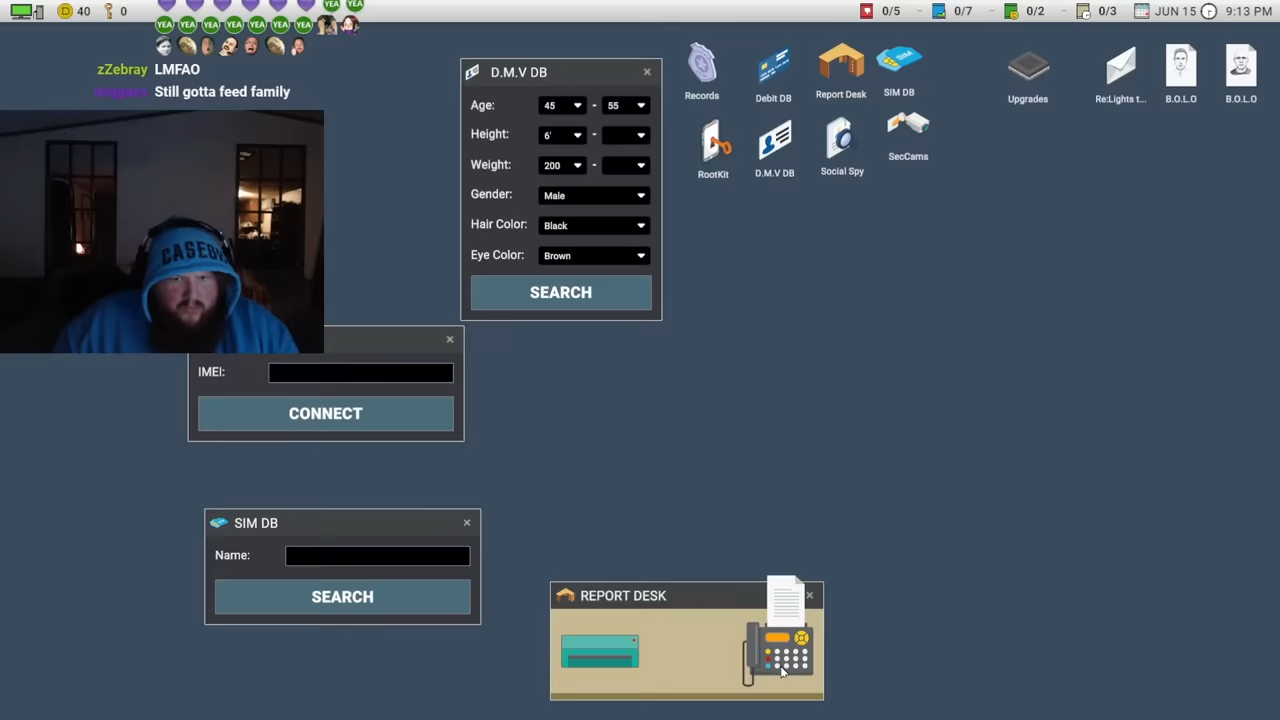 40 0
0/5 0/7 0/2 0/3 JUN 15 9:13 PM
YEA YEA
YEA YEA YEA YEA YEA YEA YEA
zZebray LMFAO
Still gotta feed family
CASEO
D.M.V DB ×
Age: 45 - 55
Height: 6' -
Weight: 200 -
Gender: Male
Hair Color: Black
Eye Color: Brown
SEARCH
Records
Debit DB
Report Desk
SIM DB
RootKit
D.M.V DB
Social Spy
SecCams
Upgrades
Re:Lights t...
B.O.L.O
B.O.L.O
×
IMEI:
CONNECT
SIM DB ×
Name:
SEARCH
REPORT DESK ×